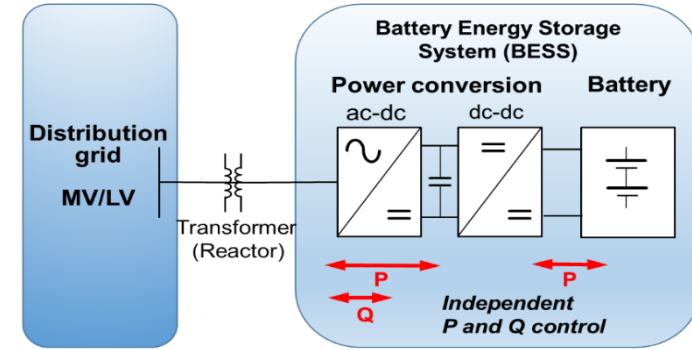 Battery Energy Storage
System (BESS)
Power conversion
Battery
ac-dc
dc-dc
Distribution
grid
MV/LV
Transformer
(Reactor)
P
P
Q
Independent
P and Q control